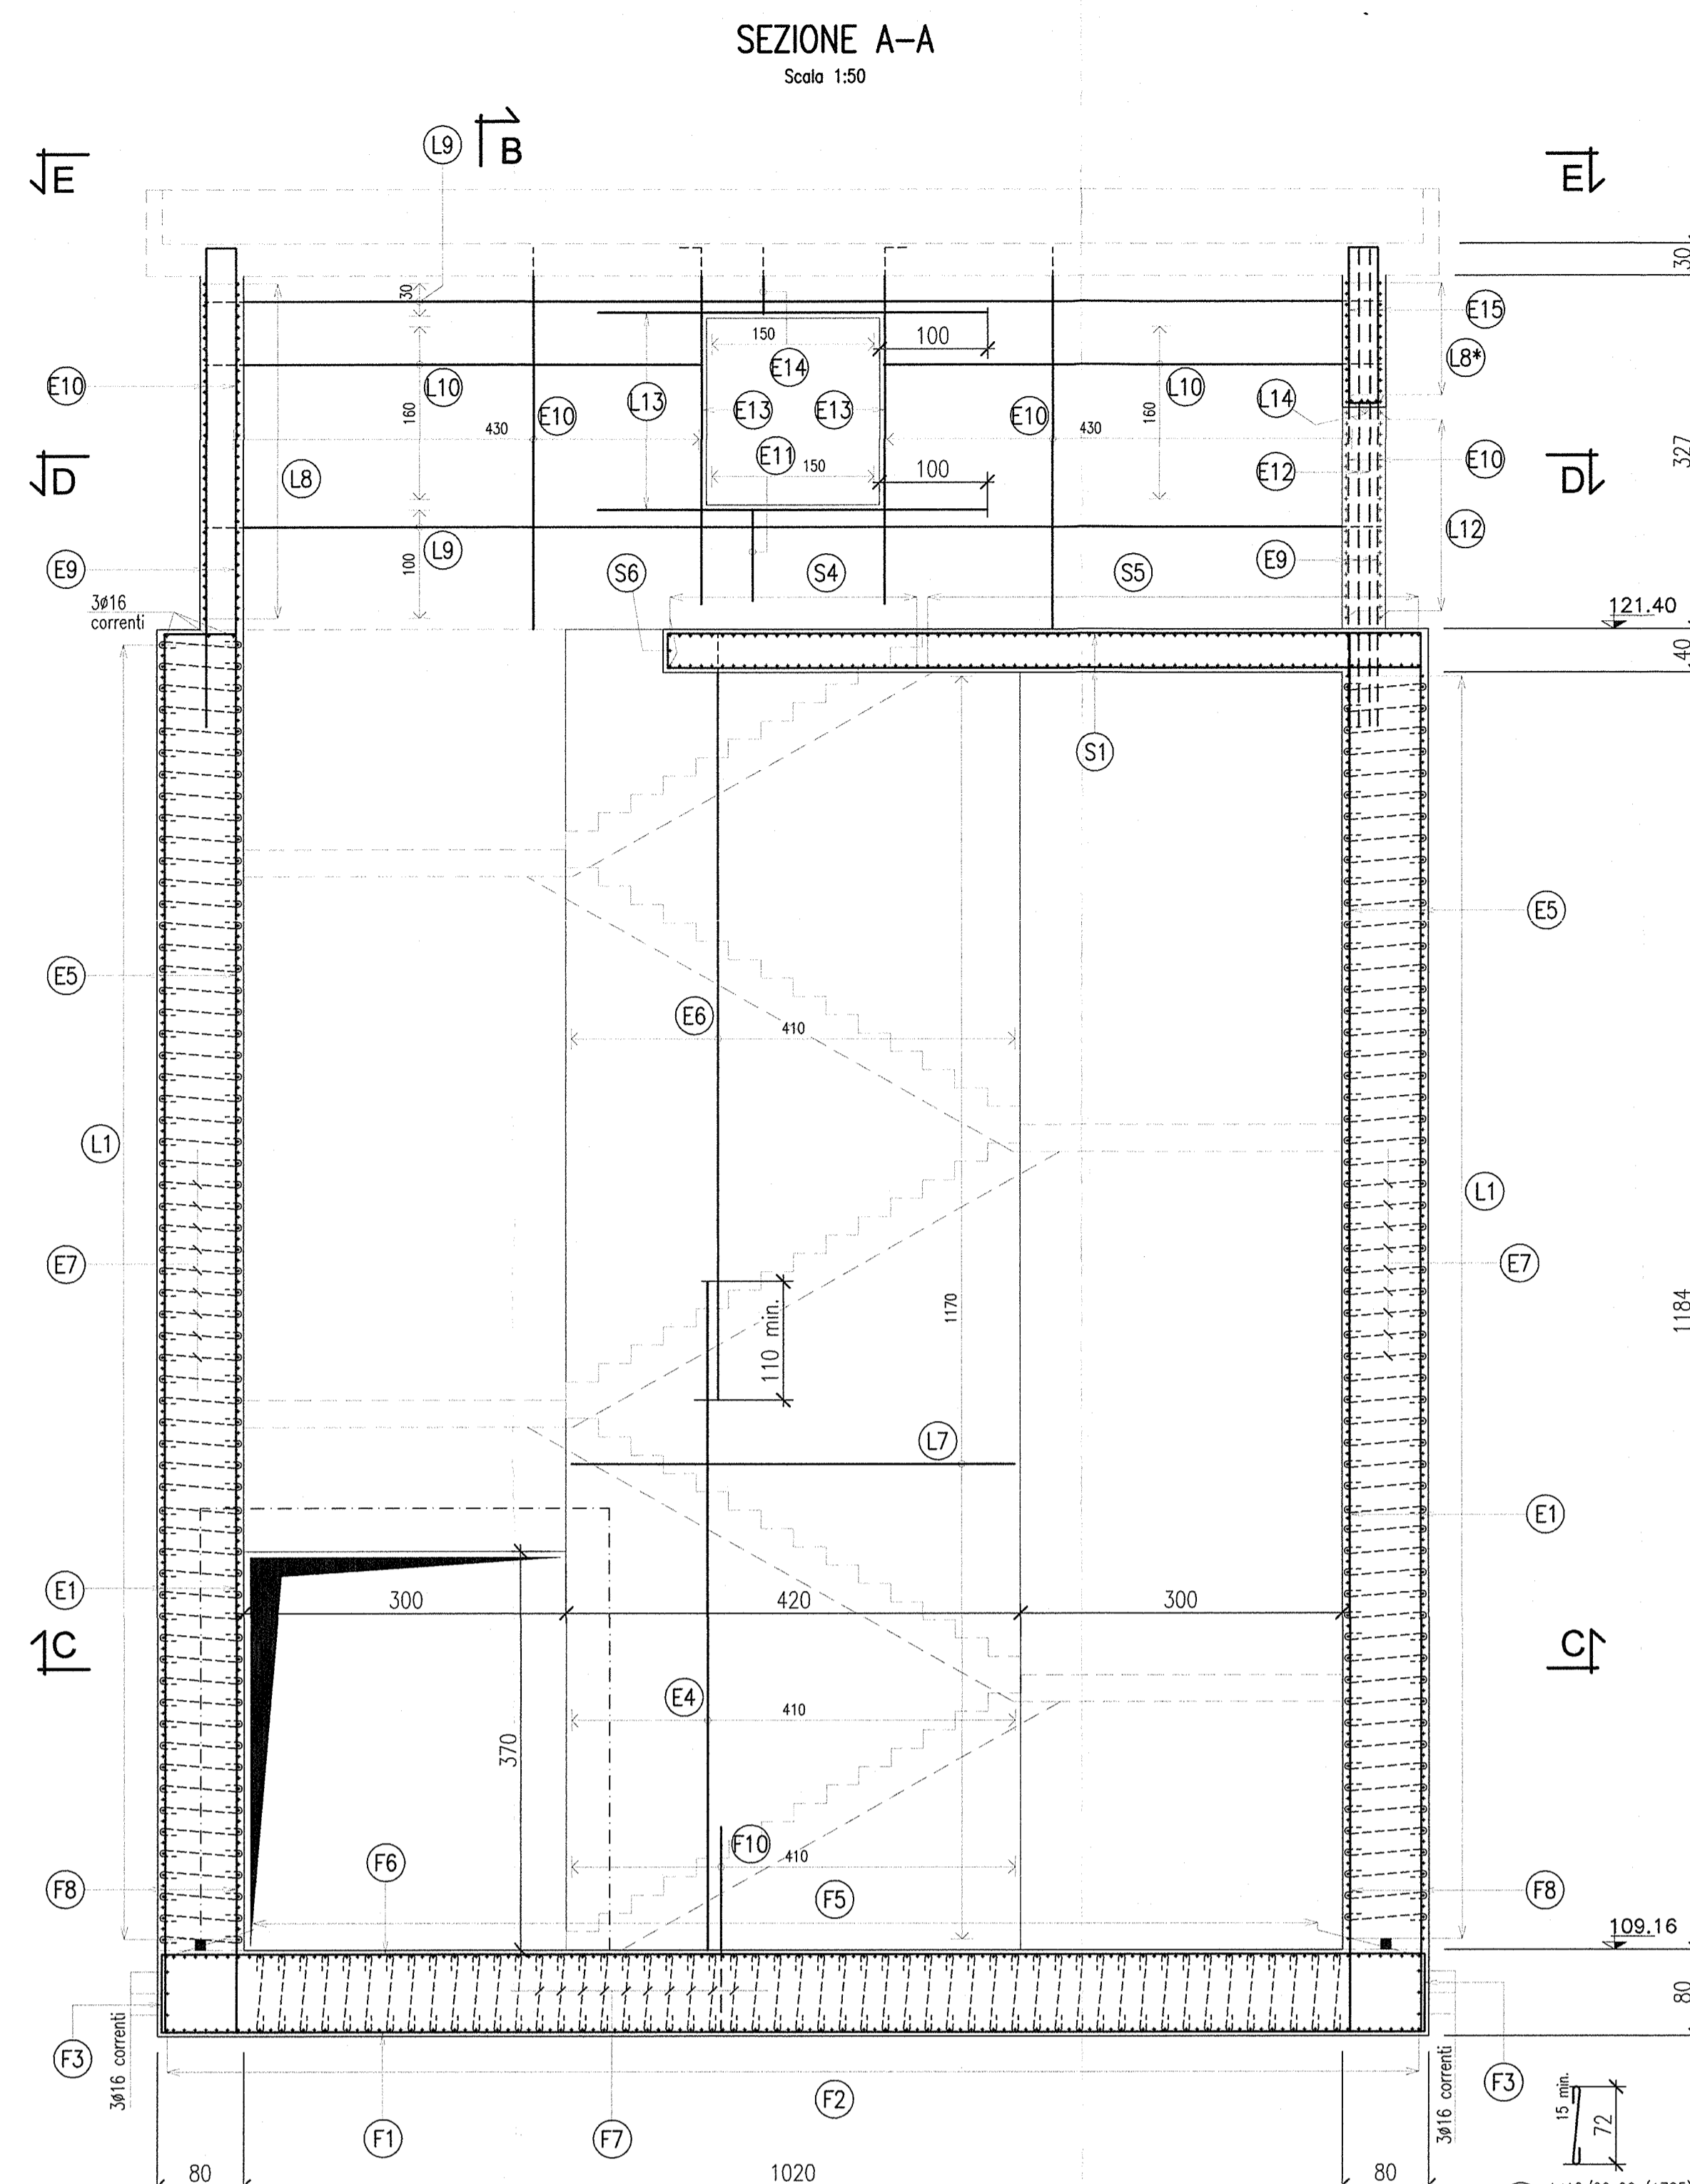 SEZIONE A-A
Scala 1:50
L9 B
E E
30
30
E15
150 100
L8*
E14
E10 L10 L13 L10 L14
E13 E13
160 E10 E10 160
430 430
E11
327
150 100
D D
L8 E12 E10
L12
L9
E9 100 S6 S4 S5 E9
3ø16
correnti
121.40
40
S1
E5
E5
E6
410
L1
L1
E7 E7
1170
1184
110 min.
L7
E1
E1
300 420 300
C C
E4
410
370
F10
F6 410
F8 F5 F8
109.16
80
F3
3ø16 correnti
F2
F3
3ø16 correnti
15 min.
72
F1 F7
80 1020 80